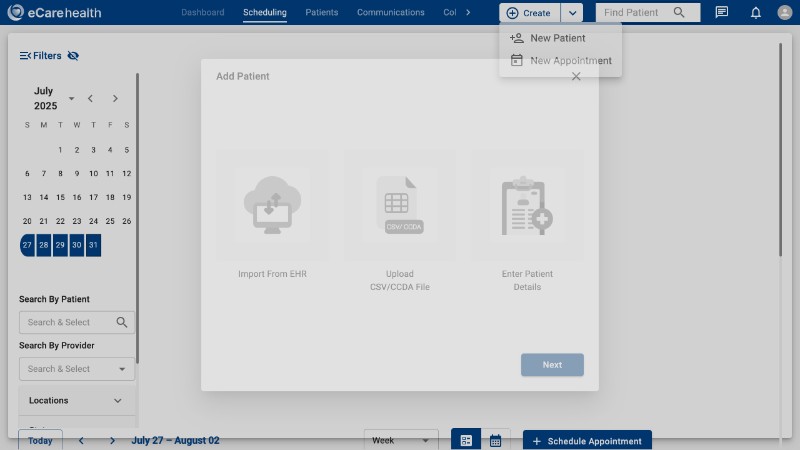 eCarehealth
Dashboard
Scheduling
Patients
Communications
Col
Create
Find Patient
New Patient
New Appointment
Filters
Add Patient
July
2025
S M T W T F S
1 2 3 4 5
6 7 8 9 10 11 12
13 14 15 16 17 18 19
20 21 22 23 24 25 26
27 28 29 30 31
CSV/ CCDA
Import From EHR
Upload
CSV/CCDA File
Enter Patient
Details
Search By Patient
Search & Select
Search By Provider
Search & Select
Next
Locations
Today
July 27 – August 02
Week
Schedule Appointment